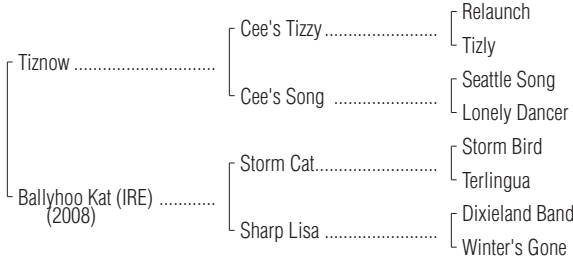 Relaunch
Cee's Tizzy
Tizly
Tiznow
Seattle Song
Cee's Song
Lonely Dancer
Storm Bird
Storm Cat
Terlingua
Ballyhoo Kat (IRE)
(2008)
Dixieland Band
Sharp Lisa
Winter's Gone